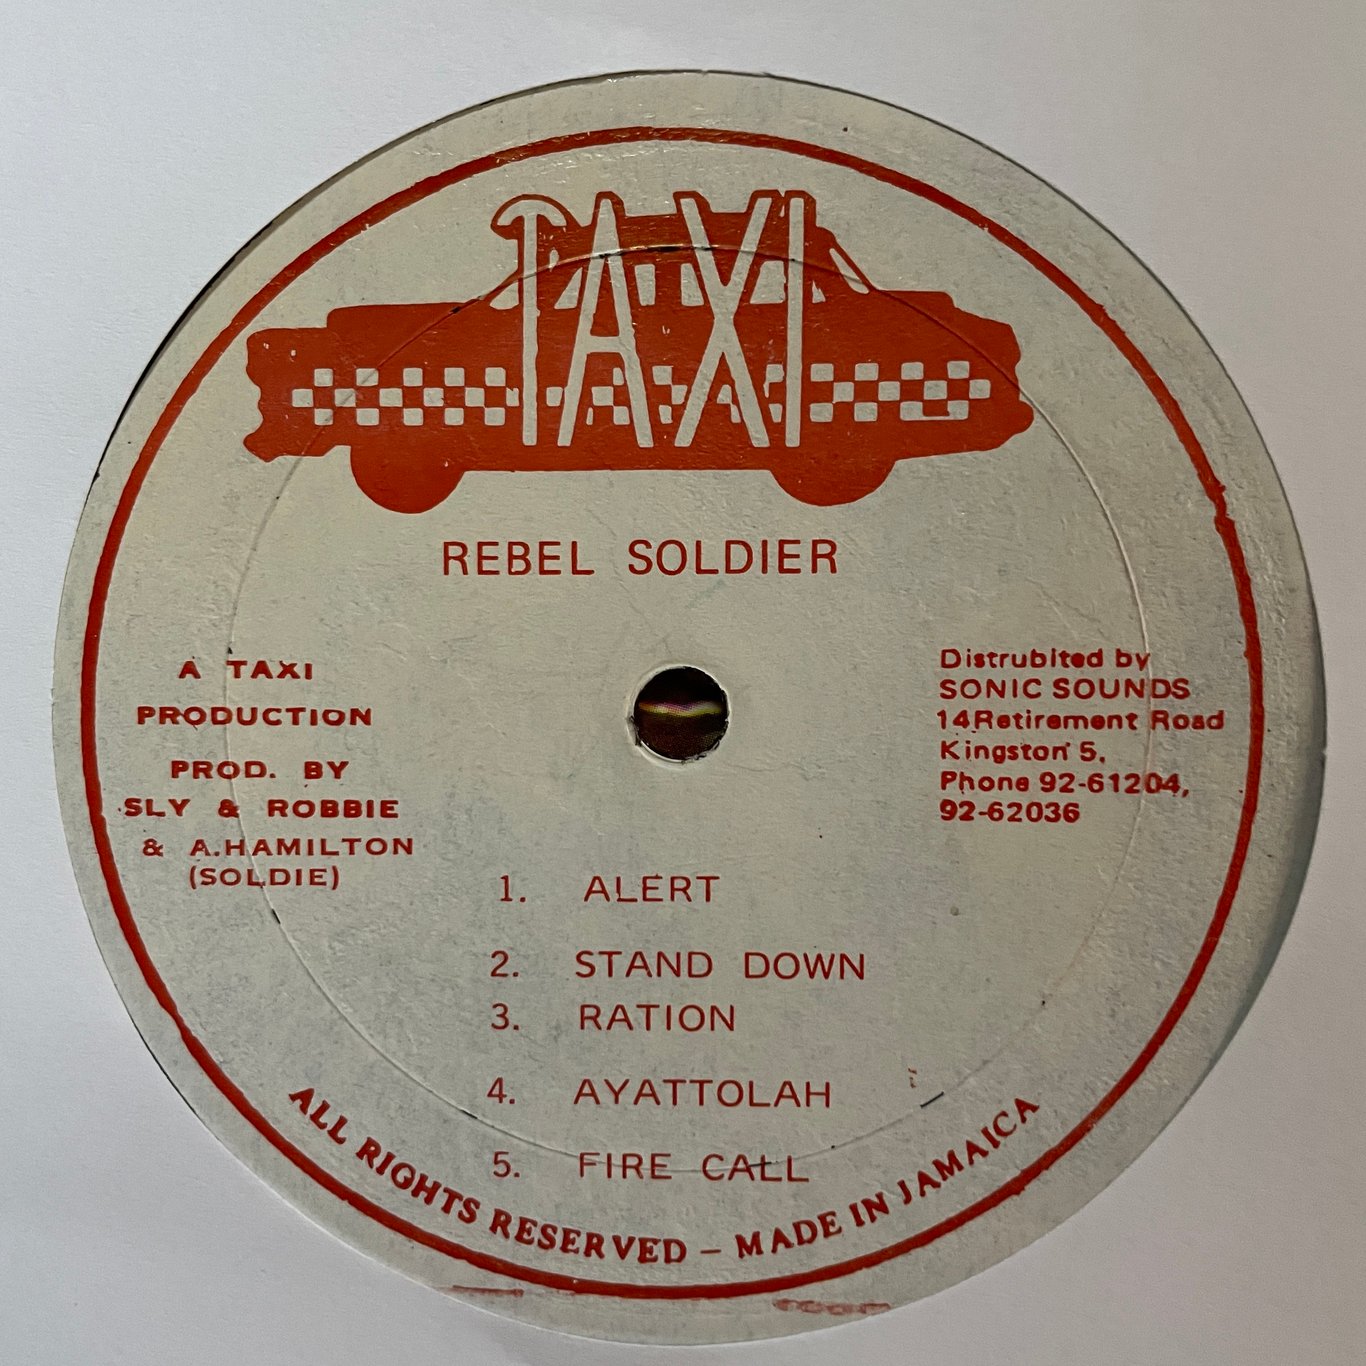 TAXI
REBEL SOLDIER
A TAXI
PRODUCTION
PROD. BY
SLY & ROBBIE
& A.HAMILTON
(SOLDIE)
Distrubited by
SONIC SOUNDS
14 Retirement Road
Kingston 5,
Phone 92-61204,
92-62036
1. ALERT
2. STAND DOWN
3. RATION
4. AYATTOLAH
5. FIRE CALL
ALL RIGHTS RESERVED – MADE IN JAMAICA